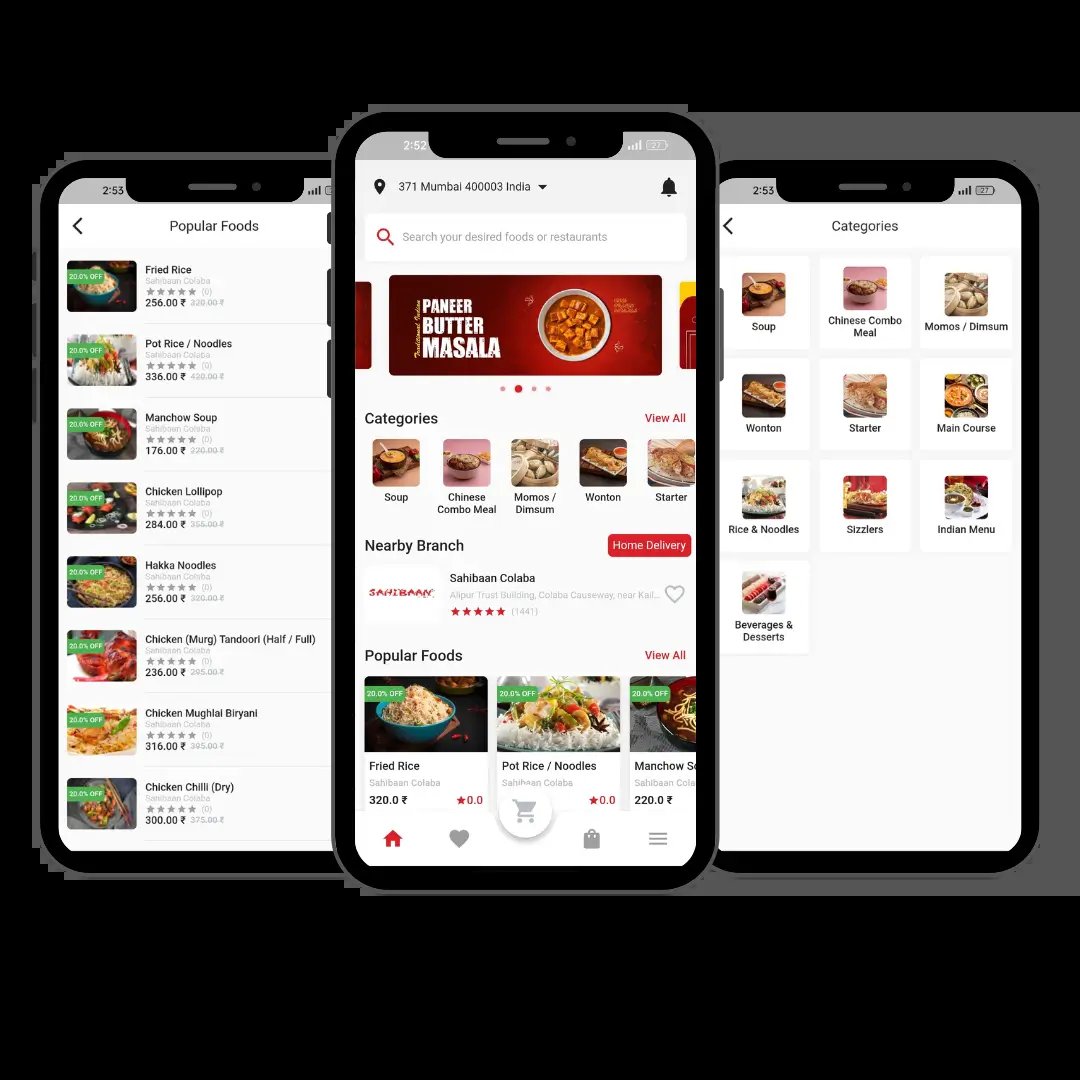 2:53
Popular Foods
20.0% OFF
Fried Rice
Sahibaan Colaba
(0)
256.00 ₹ 320.00 ₹
20.0% OFF
Pot Rice / Noodles
Sahibaan Colaba
(0)
336.00 ₹ 420.00 ₹
20.0% OFF
Manchow Soup
Sahibaan Colaba
(0)
176.00 ₹ 220.00 ₹
20.0% OFF
Chicken Lollipop
Sahibaan Colaba
(0)
284.00 ₹ 355.00 ₹
20.0% OFF
Hakka Noodles
Sahibaan Colaba
(0)
256.00 ₹ 320.00 ₹
20.0% OFF
Chicken (Murg) Tandoori (Half / Full)
Sahibaan Colaba
(0)
236.00 ₹ 295.00 ₹
20.0% OFF
Chicken Mughlai Biryani
Sahibaan Colaba
(0)
316.00 ₹ 395.00 ₹
20.0% OFF
Chicken Chilli (Dry)
Sahibaan Colaba
(0)
300.00 ₹ 375.00 ₹
2:52
27
371 Mumbai 400003 India
Search your desired foods or restaurants
Traditional Indian
PANEER
BUTTER
MASALA
Categories View All
Soup
Chinese
Combo Meal
Momos /
Dimsum
Wonton
Starter
Nearby Branch Home Delivery
SAHIBAAN
Sahibaan Colaba
Alipur Trust Building, Colaba Causeway, near Kail...
(1441)
Popular Foods View All
20.0% OFF
Fried Rice
Sahibaan Colaba
320.0 ₹ 0.0
20.0% OFF
Pot Rice / Noodles
Sahibaan Colaba
0.0
20.0% OFF
Manchow So
Sahibaan Cola
220.0 ₹
2:53
27
Categories
Soup
Chinese Combo
Meal
Momos / Dimsum
Wonton
Starter
Main Course
Rice & Noodles
Sizzlers
Indian Menu
Beverages &
Desserts